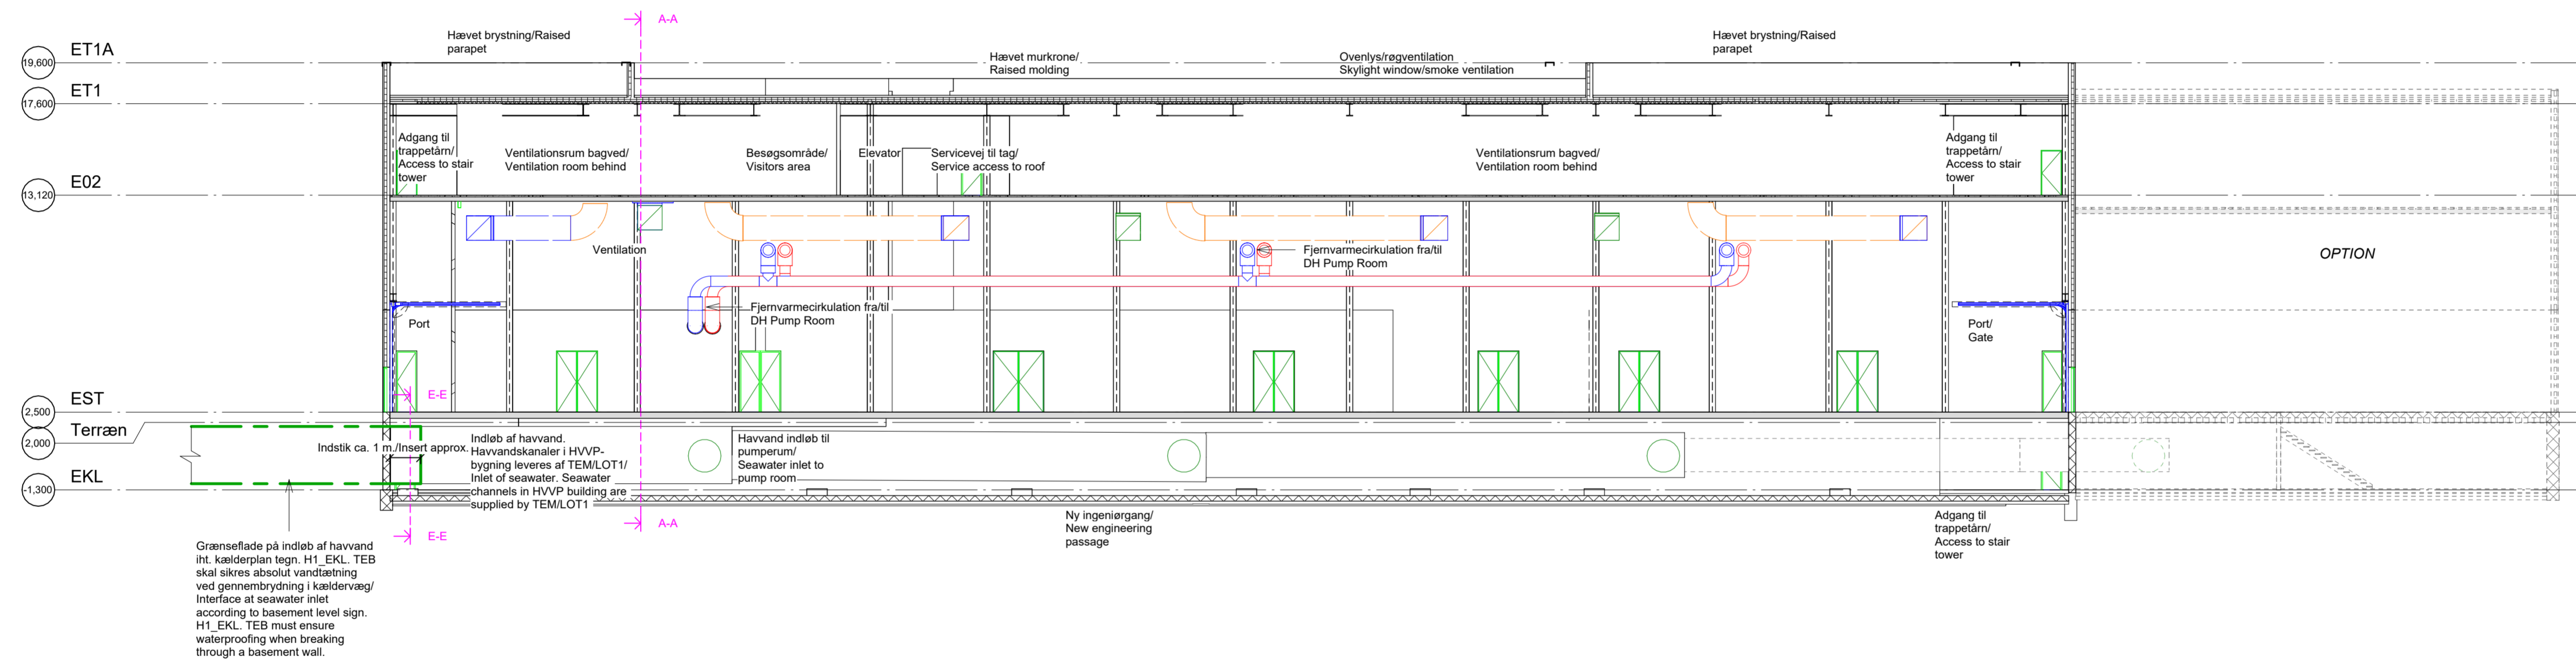 A-A
Hævet brystning/Raised
parapet
Hævet brystning/Raised
parapet
ET1A
19,600
Hævet murkrone/
Raised molding
Ovenlys/røgventilation
Skylight window/smoke ventilation
ET1
17,600
Adgang til
trappetårn/
Access to stair
tower
Ventilationsrum bagved/
Ventilation room behind
Besøgsområde/
Visitors area
Elevator
Servicevej til tag/
Service access to roof
Ventilationsrum bagved/
Ventilation room behind
Adgang til
trappetårn/
Access to stair
tower
E02
13,120
Ventilation
Fjernvarmecirkulation fra/til
DH Pump Room
OPTION
Fjernvarmecirkulation fra/til
DH Pump Room
Port
Port/
Gate
E-E
EST
2,500
Terræn
2,000
Indstik ca. 1 m./Insert approx.
Indløb af havvand.
Havvandskanaler i HVVP-
bygning leveres af TEM/LOT1/
Inlet of seawater. Seawater
channels in HVVP building are
supplied by TEM/LOT1
Havvand indløb til
pumperum/
Seawater inlet to
pump room
EKL
-1,300
A-A
E-E
Ny ingeniørgang/
New engineering
passage
Adgang til
trappetårn/
Access to stair
tower
Grænseflade på indløb af havvand
iht. kælderplan tegn. H1_EKL. TEB
skal sikres absolut vandtætning
ved gennembrydning i kældervæg/
Interface at seawater inlet
according to basement level sign.
H1_EKL. TEB must ensure
waterproofing when breaking
through a basement wall.